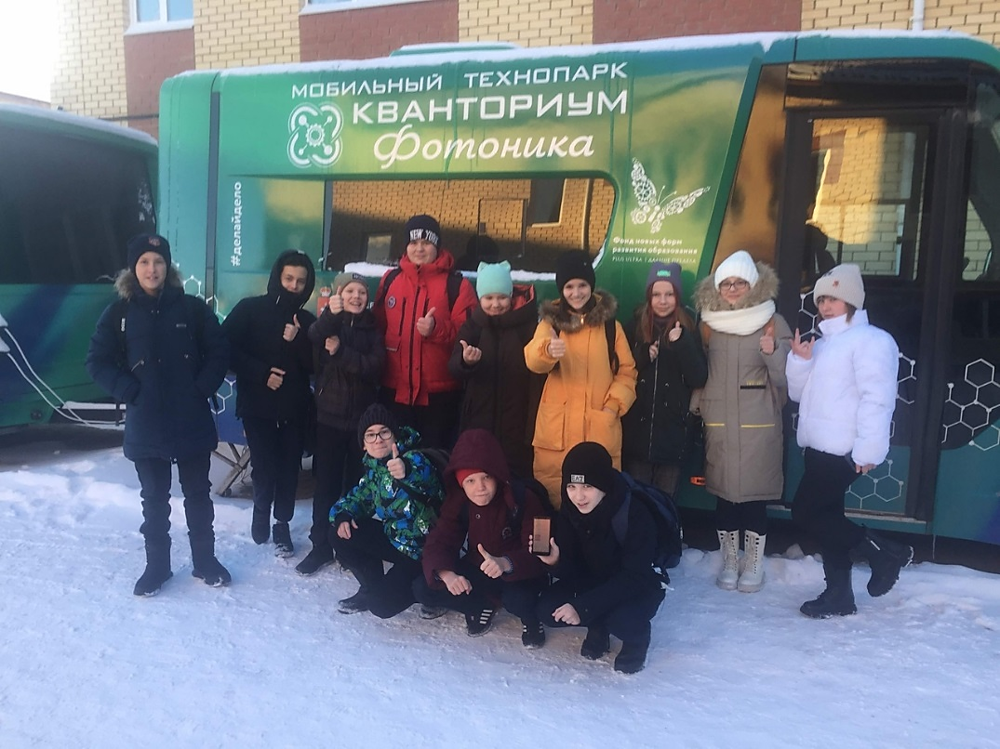 МОБИЛЬНЫЙ ТЕХНОПАРК
КВАНТОРИУМ
Фотоника
#делайдело
Фонд новых форм
развития образования
NEW YORK